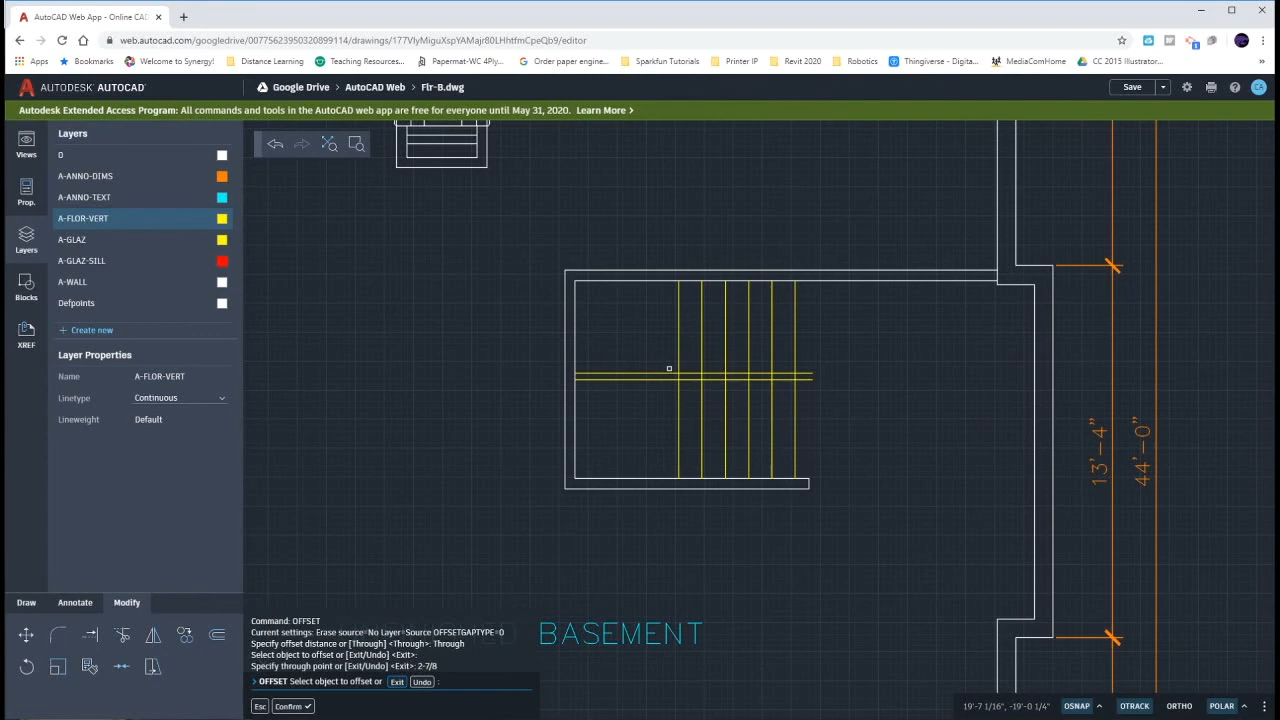 AutoCAD Web App - Online CAD
web.autocad.com/googledrive/00775623950320899114/drawings/177VIyMiguXspYAMajr80LHhtfmCpeQb9/editor
Apps Bookmarks Welcome to Synergy! Distance Learning Teaching Resources... Papermat-WC 4Ply... Order paper engine... Sparkfun Tutorials Printer IP Revit 2020 Robotics Thingiverse - Digita... MediaComHome CC 2015 Illustrator...
AUTODESK AUTOCAD Google Drive > AutoCAD Web > Flr-B.dwg Save CA
Autodesk Extended Access Program: All commands and tools in the AutoCAD web app are free for everyone until May 31, 2020. Learn More >
Views
Prop.
Layers
Blocks
XREF
Layers
0
A-ANNO-DIMS
A-ANNO-TEXT
A-FLOR-VERT
A-GLAZ
A-GLAZ-SILL
A-WALL
Defpoints
+ Create new
Layer Properties
Name A-FLOR-VERT
Linetype Continuous
Lineweight Default
13'-4"
44'-0"
Draw Annotate Modify
BASEMENT
Command: OFFSET
Current settings: Erase source=No Layer=Source OFFSETGAPTYPE=0
Specify offset distance or [Through] <Through>: Through
Select object to offset or [Exit/Undo] <Exit>:
Specify through point or [Exit/Undo] <Exit>: 2-7/8
> OFFSET Select object to offset or Exit Undo :
Esc Confirm
19'-7 1/16", -19'-0 1/4" OSNAP OTRACK ORTHO POLAR